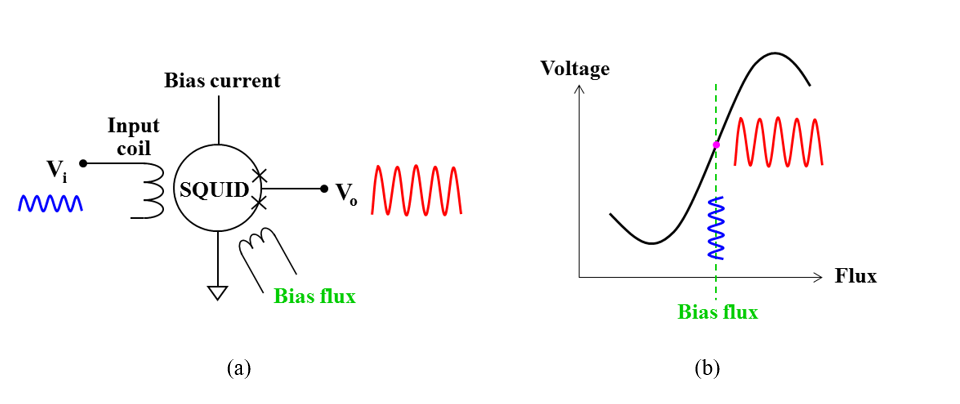 Bias current
Input
coil
Vi
SQUID
Vo
Bias flux
(a)
Voltage
Flux
Bias flux
(b)